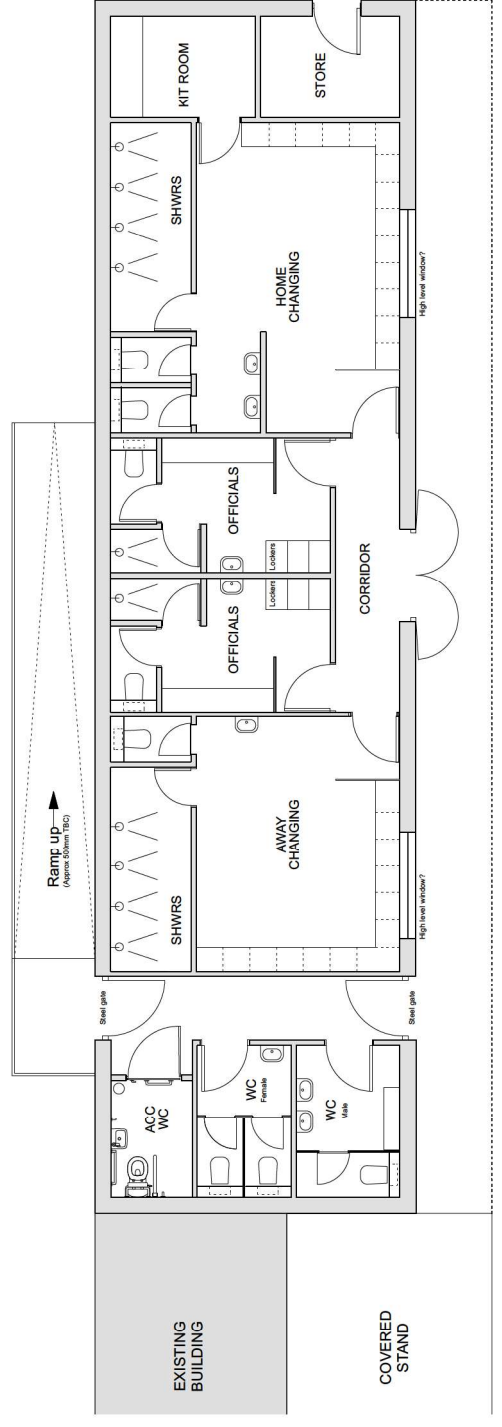 Ramp up
(Approx 500mm TBC)
Steel gate
EXISTING
BUILDING
ACC
WC
SHWRS
SHWRS
KIT ROOM
WC
Female
OFFICIALS
OFFICIALS
AWAY
CHANGING
Lockers
Lockers
HOME
CHANGING
STORE
WC
Male
CORRIDOR
COVERED
STAND
Steel gate
High level window?
High level window?